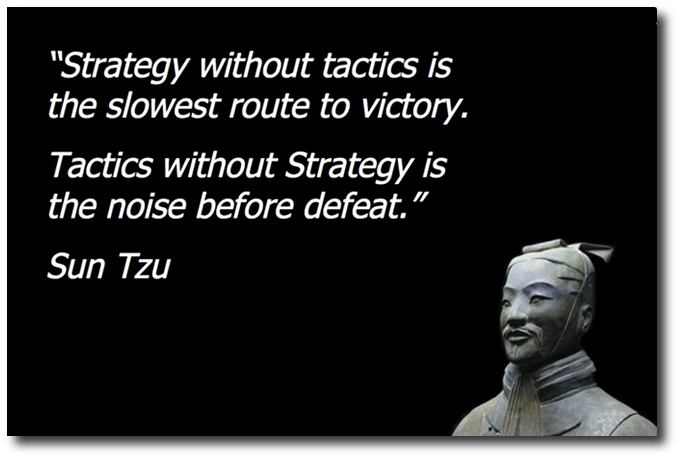 “Strategy without tactics is
the slowest route to victory.
Tactics without Strategy is
the noise before defeat.”
Sun Tzu